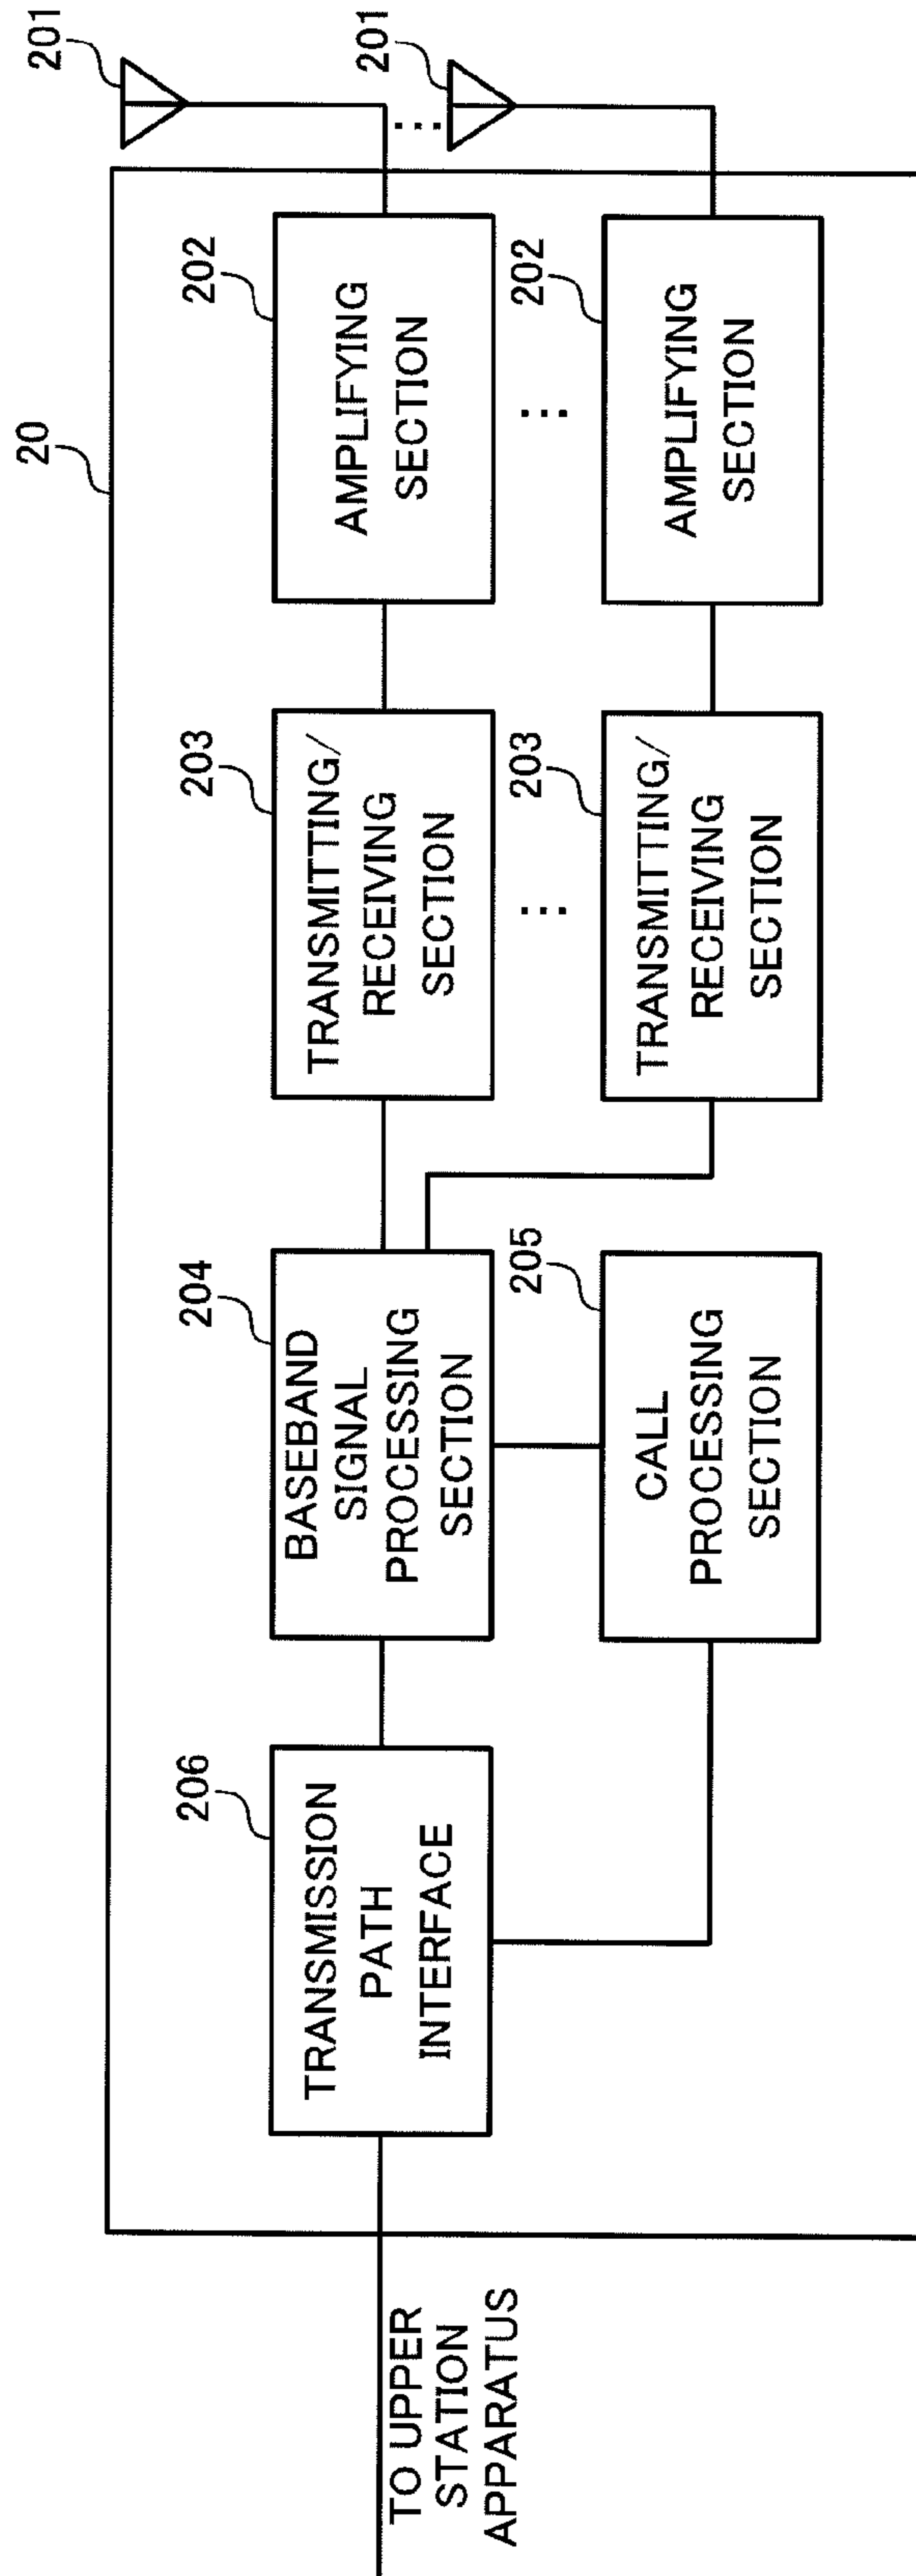 20
201
201
206
TRANSMISSION
PATH
INTERFACE
204
BASEBAND
SIGNAL
PROCESSING
SECTION
203
TRANSMITTING/
RECEIVING
SECTION
202
AMPLIFYING
SECTION
...
...
...
205
CALL
PROCESSING
SECTION
203
TRANSMITTING/
RECEIVING
SECTION
202
AMPLIFYING
SECTION
TO UPPER
STATION
APPARATUS